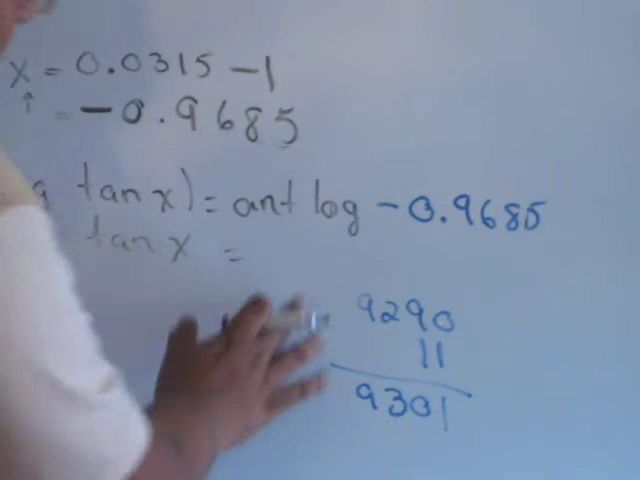 x = 0.0315 - 1
= - 0.9685
tan x) = ant log - 0.9685
tan x =
9290
11
9301